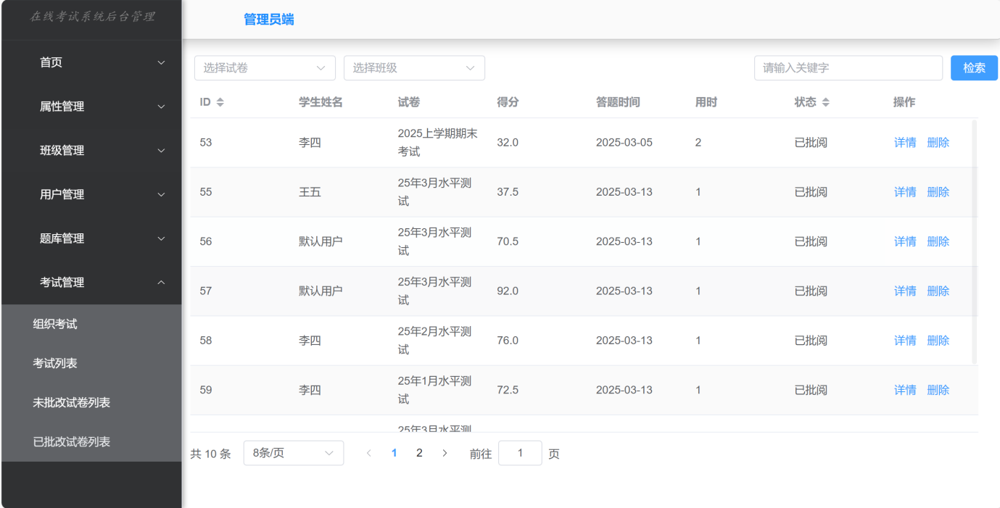 在线考试系统后台管理
管理员端
首页
属性管理
班级管理
用户管理
题库管理
考试管理
组织考试
考试列表
未批改试卷列表
已批改试卷列表
选择试卷 选择班级 请输入关键字 检索
ID 学生姓名 试卷 得分 答题时间 用时 状态 操作
53 李四 2025上学期期末 32.0 2025-03-05 2 已批阅 详情 删除
考试
55 王五 25年3月水平测 37.5 2025-03-13 1 已批阅 详情 删除
试
56 默认用户 25年3月水平测 70.5 2025-03-13 1 已批阅 详情 删除
试
57 默认用户 25年3月水平测 92.0 2025-03-13 1 已批阅 详情 删除
试
58 李四 25年2月水平测 76.0 2025-03-13 1 已批阅 详情 删除
试
59 李四 25年1月水平测 72.5 2025-03-13 1 已批阅 详情 删除
试
25年3月水平测
共 10 条 8条/页 1 2 前往 1 页